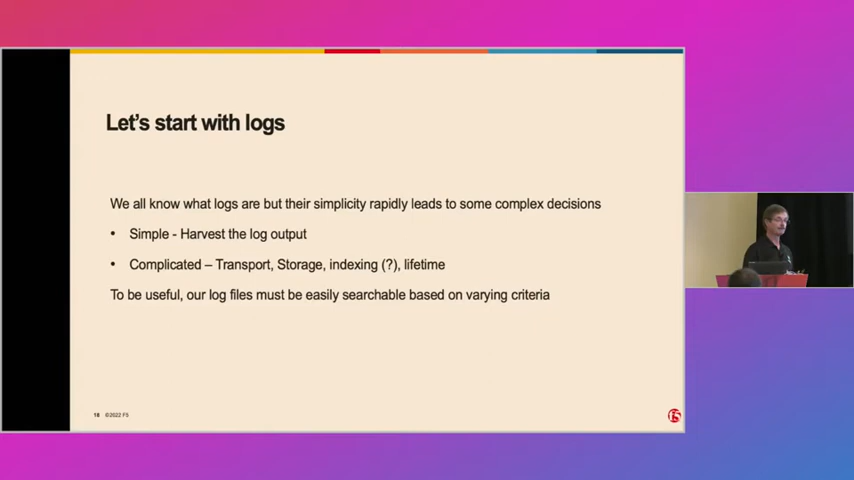 Let's start with logs
We all know what logs are but their simplicity rapidly leads to some complex decisions
• Simple - Harvest the log output
• Complicated – Transport, Storage, indexing (?), lifetime
To be useful, our log files must be easily searchable based on varying criteria
16 ©2022 F5
f5